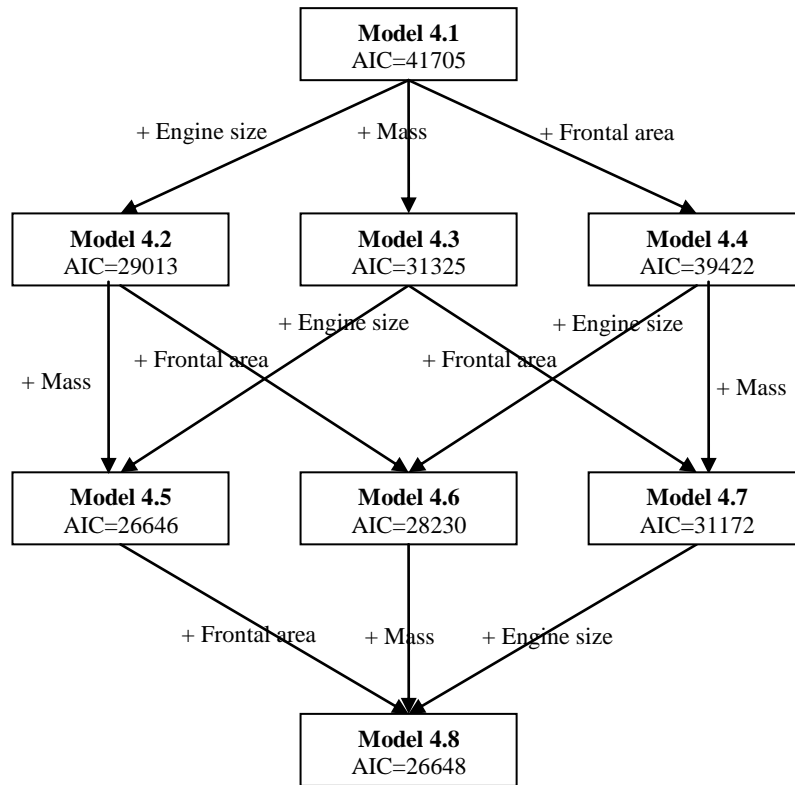 Model 4.1
AIC=41705
+ Engine size
+ Mass
+ Frontal area
Model 4.2
AIC=29013
Model 4.3
AIC=31325
Model 4.4
AIC=39422
+ Engine size
+ Engine size
+ Frontal area
+ Frontal area
+ Mass
+ Mass
Model 4.5
AIC=26646
Model 4.6
AIC=28230
Model 4.7
AIC=31172
+ Frontal area
+ Mass
+ Engine size
Model 4.8
AIC=26648